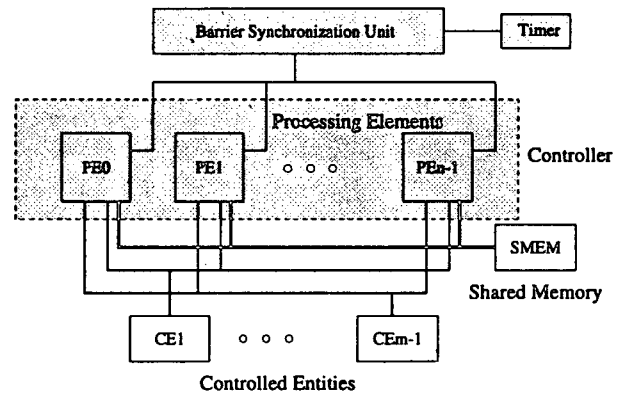 Barrier Synchronization Unit
Timer
Processing Elements
PE0
PE1
PEn-1
Controller
SMEM
Shared Memory
CE1
CEm-1
Controlled Entities